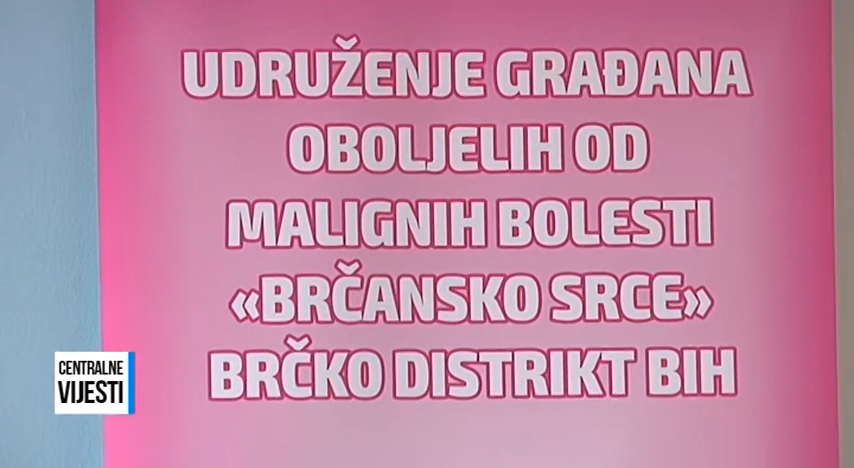 UDRUŽENJE GRAĐANA
OBOLJELIH OD
MALIGNIH BOLESTI
«BRČANSKO SRCE»
BRČKO DISTRIKT BIH
CENTRALNE
VIJESTI